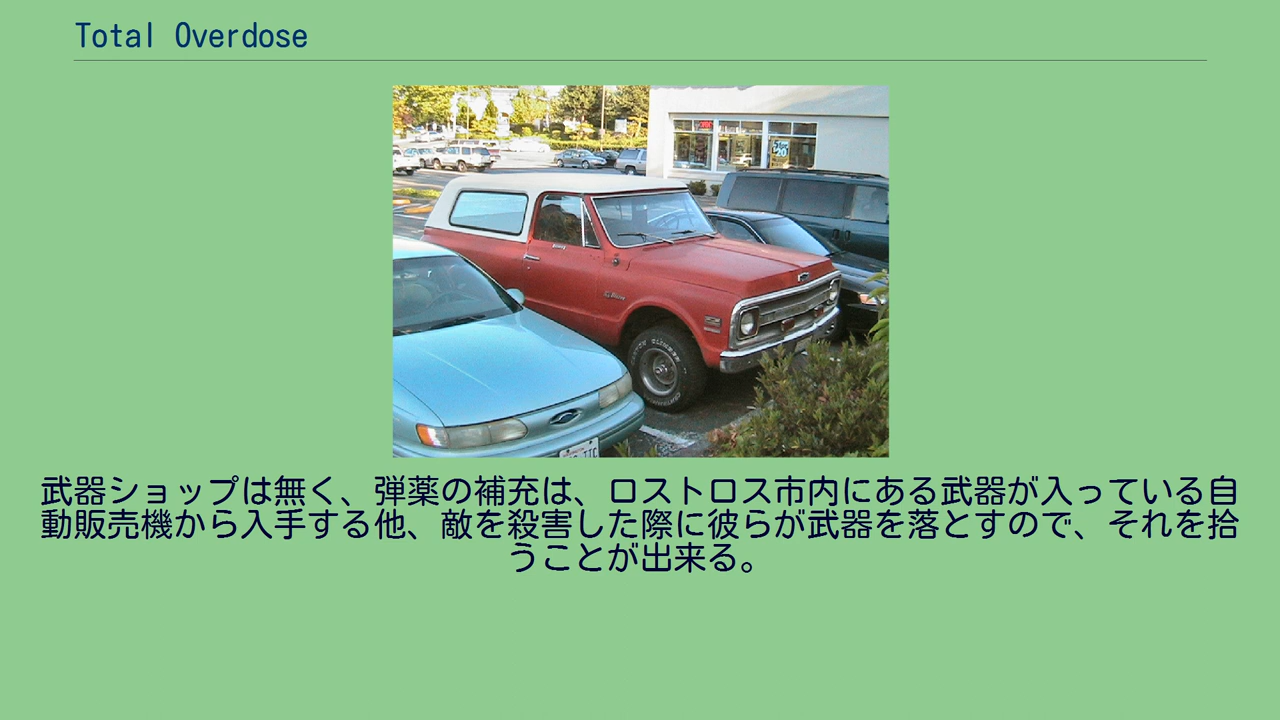 Total Overdose
武器ショップは無く、弾薬の補充は、ロストロス市内にある武器が入っている自
動販売機から入手する他、敵を殺害した際に彼らが武器を落とすので、それを拾
うことが出来る。